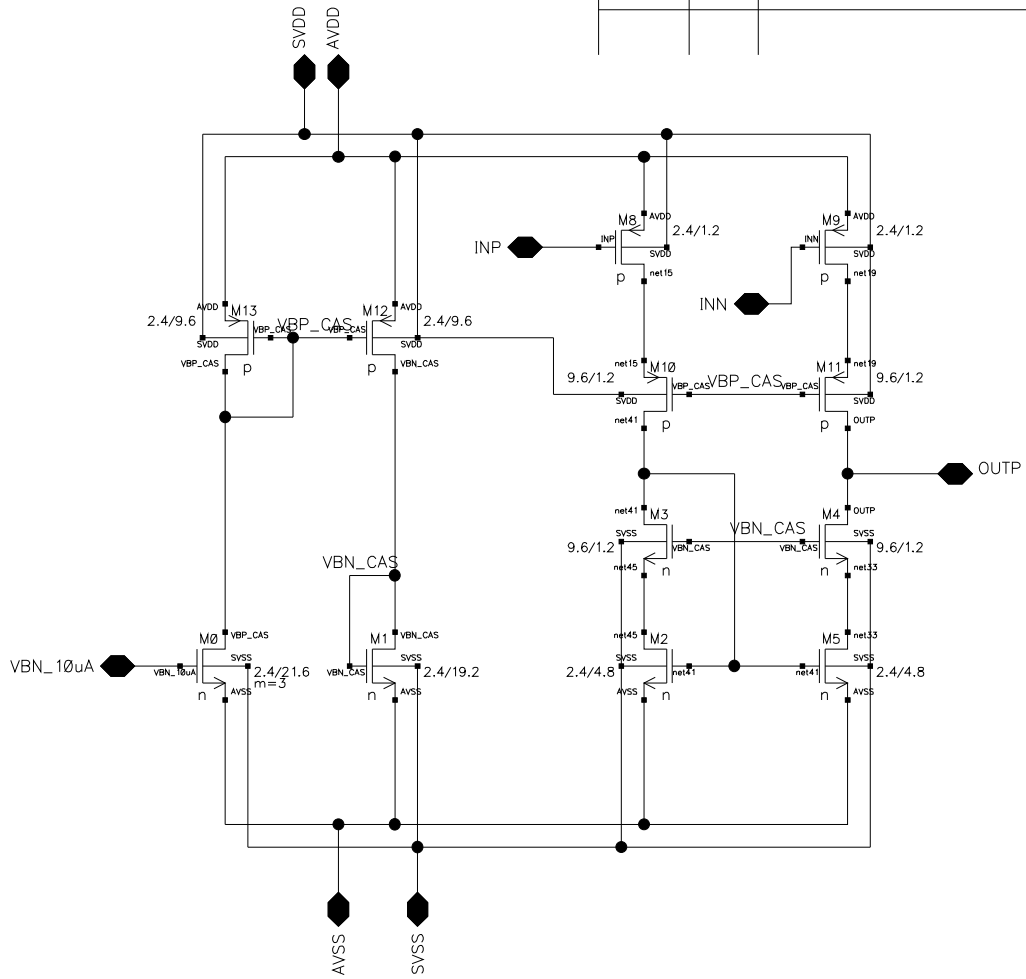 SVDD
AVDD
M8
AVDD
M9
AVDD
INP
INP
2.4/1.2
SVDD
INN
2.4/1.2
SVDD
p
net15
p
net19
INN
AVDD
M13
M12
AVDD
2.4/9.6
VBP_CAS
2.4/9.6
SVDD
VBP_CAS
VBP_CAS
SVDD
VBP_CAS
p
p
VBN_CAS
net15
M10
M11
net19
9.6/1.2
VBP_CAS
9.6/1.2
SVDD
VBP_CAS
VBP_CAS
SVDD
net41
p
p
OUTP
OUTP
net41
M3
M4
OUTP
SVSS
VBN_CAS
SVSS
9.6/1.2
VBN_CAS
VBN_CAS
9.6/1.2
net45
n
n
net33
VBN_CAS
M0
VBP_CAS
M1
VBN_CAS
net45
M2
M5
net33
VBN_10uA
VBN_10uA
SVSS
2.4/21.6
m=3
VBN_CAS
SVSS
2.4/19.2
SVSS
2.4/4.8
net41
net41
SVSS
2.4/4.8
n
AVSS
n
AVSS
AVSS
n
n
AVSS
AVSS
SVSS